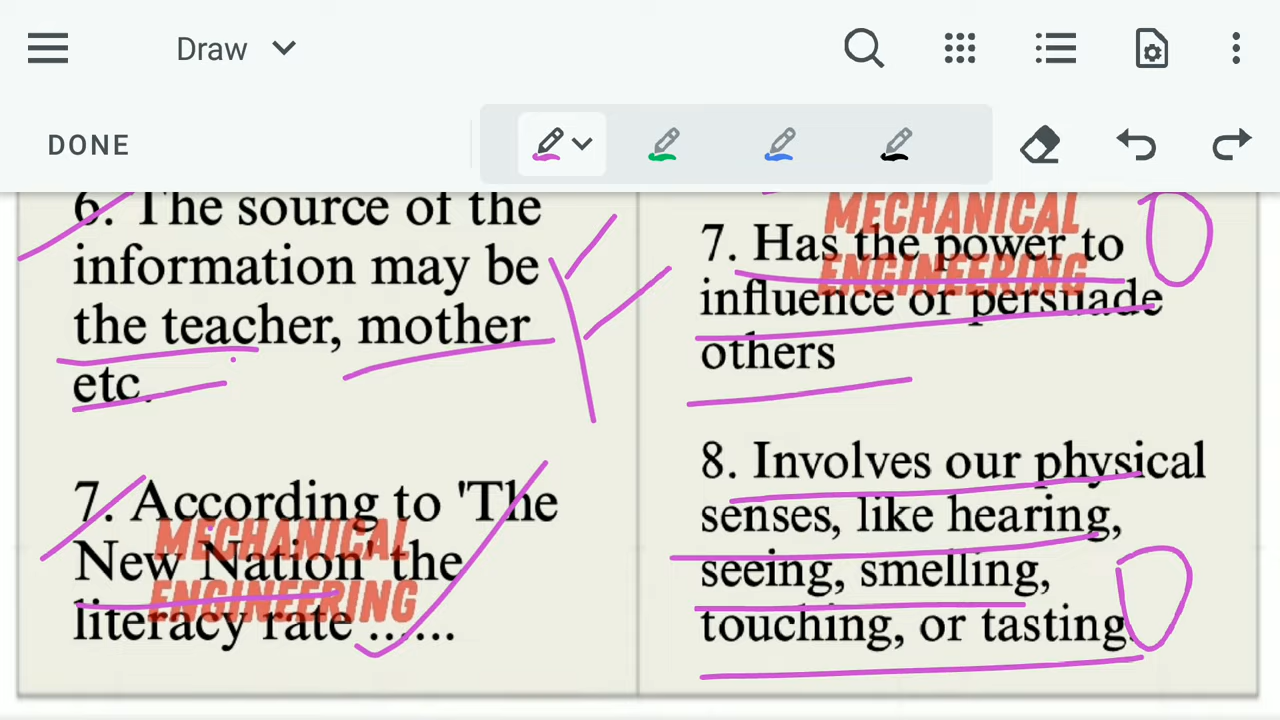 Draw
DONE
6. The source of the
information may be
the teacher, mother
etc.
7. According to 'The
New Nation' the
literacy rate ......
MECHANICAL
ENGINEERING
MECHANICAL
ENGINEERING
7. Has the power to
influence or persuade
others
8. Involves our physical
senses, like hearing,
seeing, smelling,
touching, or tasting.